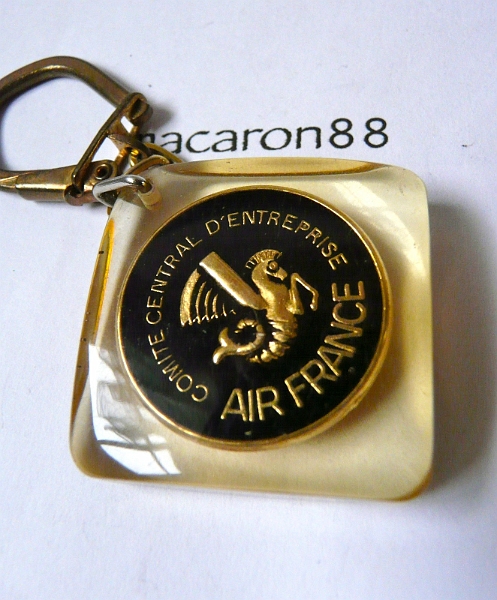 macaron88
COMITE CENTRAL D'ENTREPRISE
AIR FRANCE